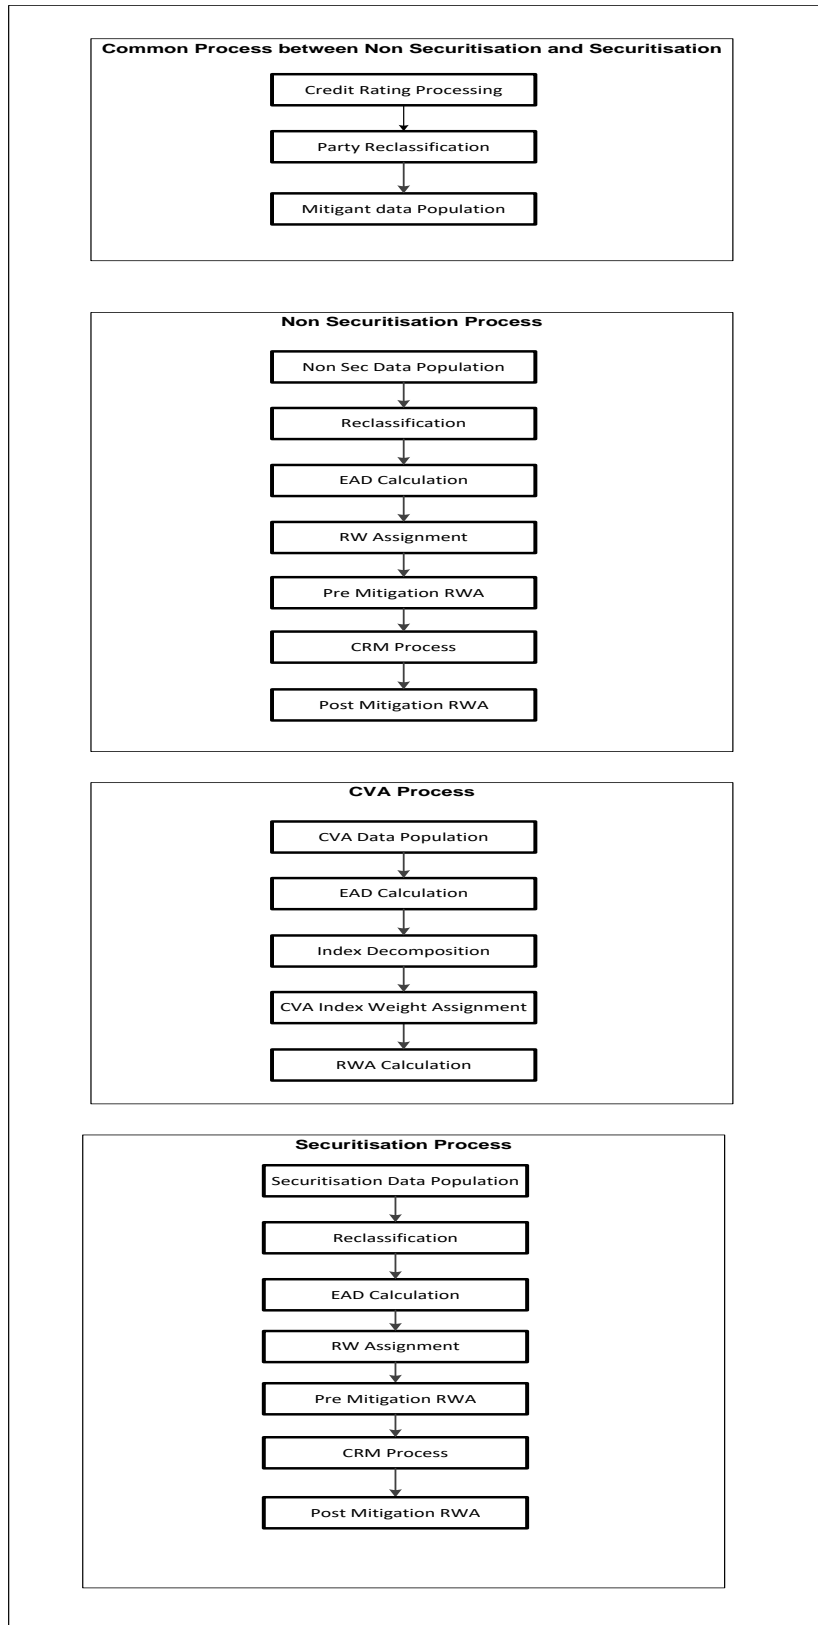 Common Process between Non Securitisation and Securitisation
Credit Rating Processing
Party Reclassification
Mitigant data Population
Non Securitisation Process
Non Sec Data Population
Reclassification
EAD Calculation
RW Assignment
Pre Mitigation RWA
CRM Process
Post Mitigation RWA
CVA Process
CVA Data Population
EAD Calculation
Index Decomposition
CVA Index Weight Assignment
RWA Calculation
Securitisation Process
Securitisation Data Population
Reclassification
EAD Calculation
RW Assignment
Pre Mitigation RWA
CRM Process
Post Mitigation RWA